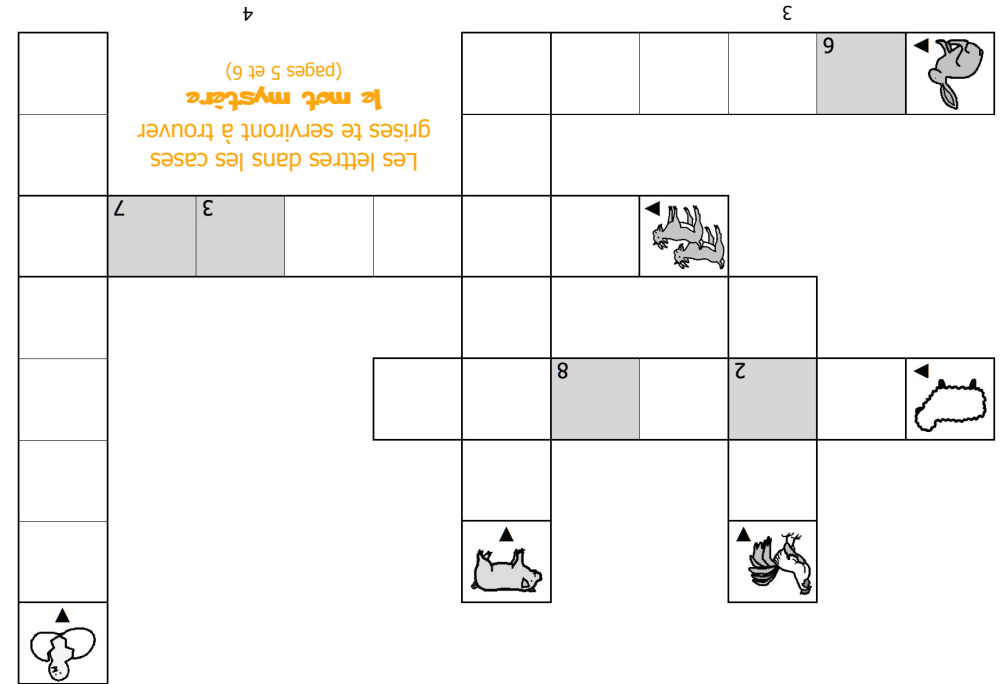 2
8
3
7
Les lettres dans les cases
grises te serviront à trouver
le mot mystère
(pages 5 et 6)
6
3
4